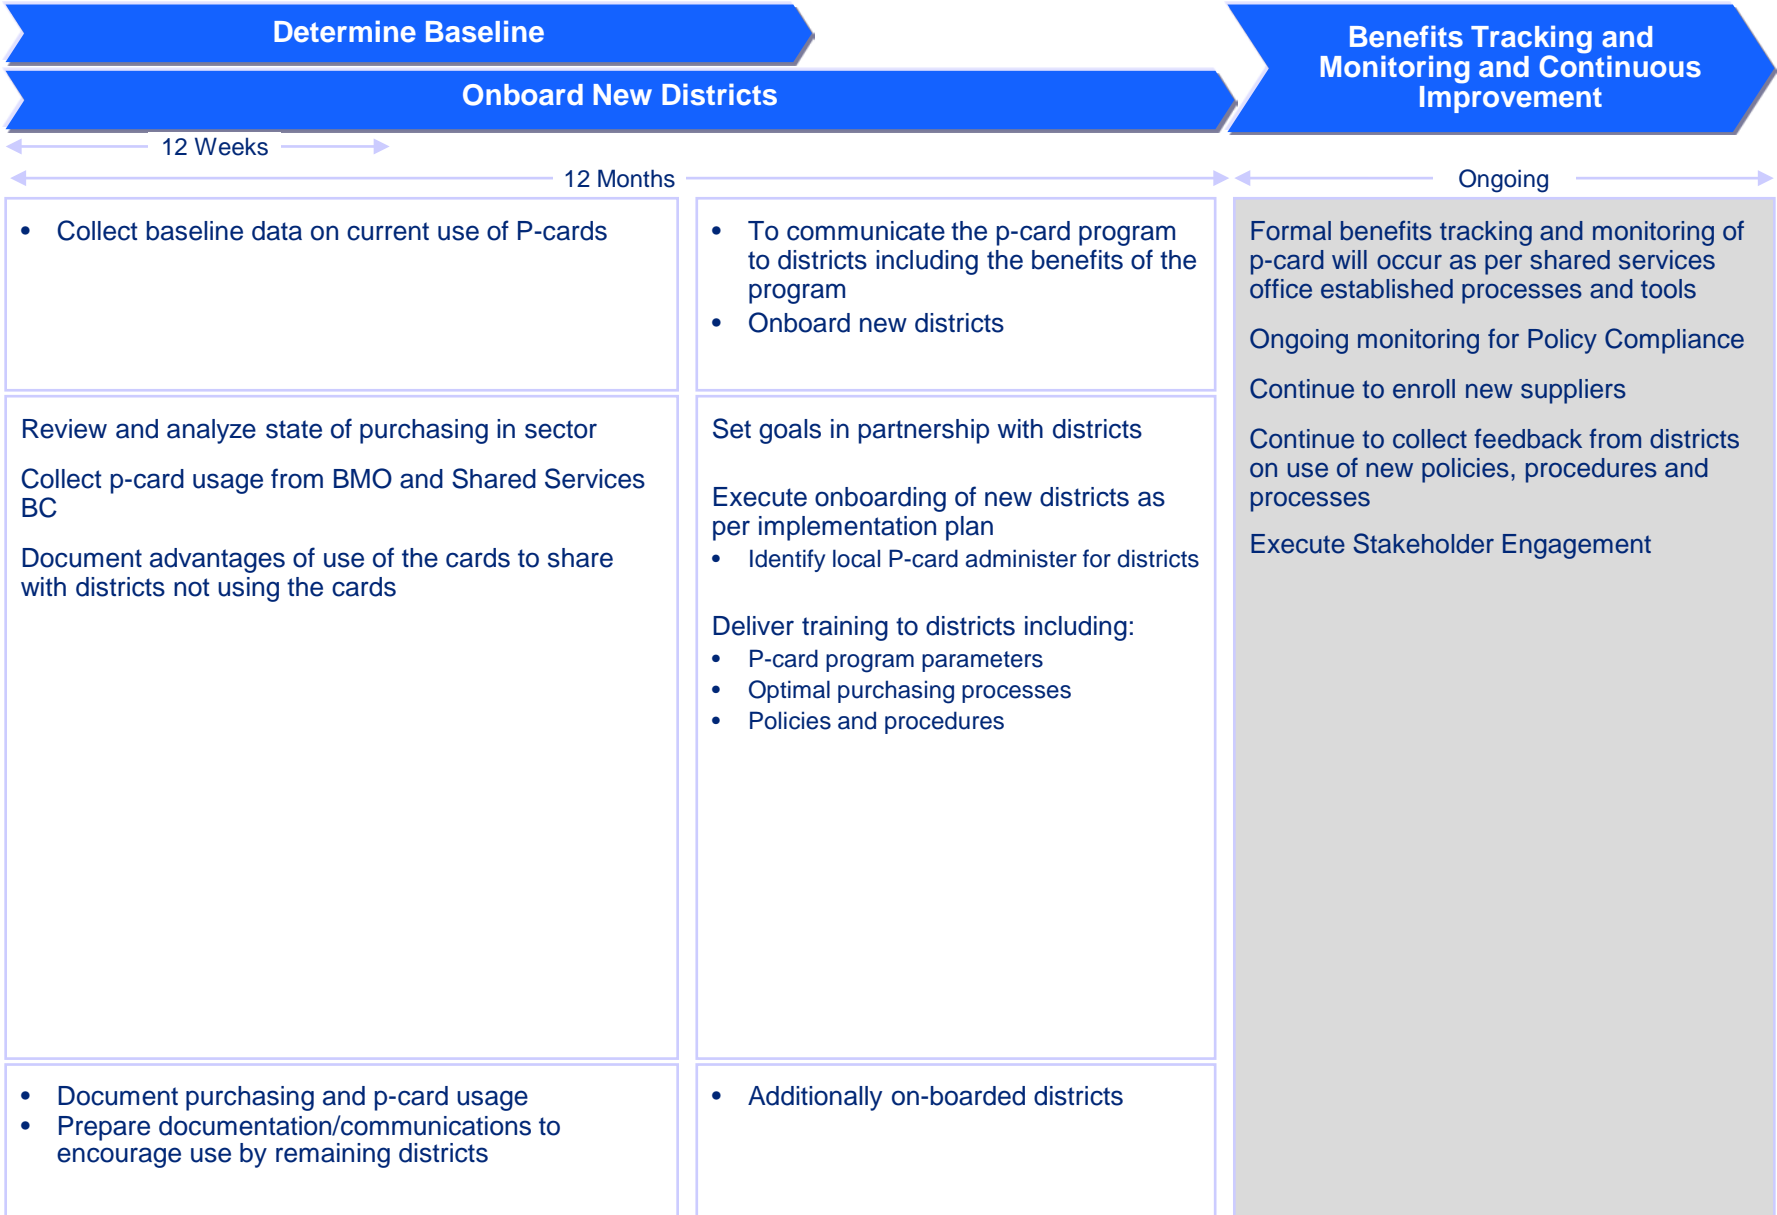 Determine Baseline
Onboard New Districts
Benefits Tracking and
Monitoring and Continuous
Improvement
12 Weeks
12 Months
Ongoing
• Collect baseline data on current use of P-cards
• To communicate the p-card program
to districts including the benefits of the
program
• Onboard new districts
Formal benefits tracking and monitoring of
p-card will occur as per shared services
office established processes and tools
Ongoing monitoring for Policy Compliance
Continue to enroll new suppliers
Continue to collect feedback from districts
on use of new policies, procedures and
processes
Execute Stakeholder Engagement
Review and analyze state of purchasing in sector
Collect p-card usage from BMO and Shared Services
BC
Document advantages of use of the cards to share
with districts not using the cards
Set goals in partnership with districts
Execute onboarding of new districts as
per implementation plan
• Identify local P-card administer for districts
Deliver training to districts including:
• P-card program parameters
• Optimal purchasing processes
• Policies and procedures
• Document purchasing and p-card usage
• Prepare documentation/communications to
encourage use by remaining districts
• Additionally on-boarded districts